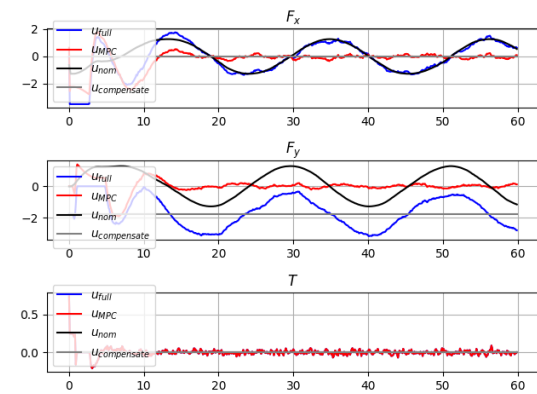 F_x
2
0
−2
u_full
u_MPC
u_nom
u_compensate
0 10 20 30 40 50 60
F_y
0
−2
u_full
u_MPC
u_nom
u_compensate
0 10 20 30 40 50 60
T
0.5
0.0
u_full
u_MPC
u_nom
u_compensate
0 10 20 30 40 50 60